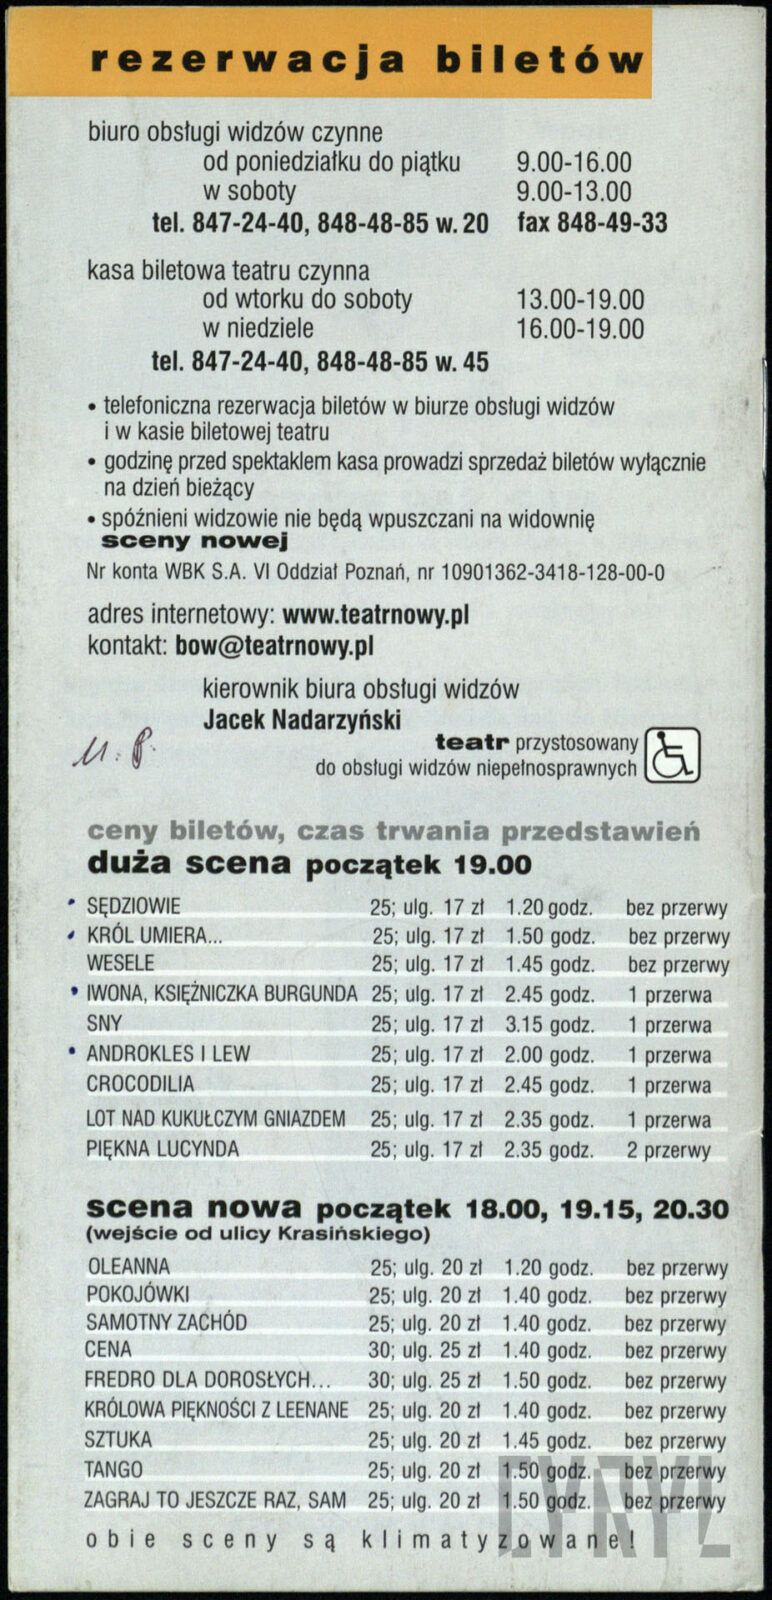 rezerwacja biletów
biuro obsługi widzów czynne
od poniedziałku do piątku 9.00-16.00
w soboty 9.00-13.00
tel. 847-24-40, 848-48-85 w. 20 fax 848-49-33
kasa biletowa teatru czynna
od wtorku do soboty 13.00-19.00
w niedziele 16.00-19.00
tel. 847-24-40, 848-48-85 w. 45
• telefoniczna rezerwacja biletów w biurze obsługi widzów
i w kasie biletowej teatru
• godzinę przed spektaklem kasa prowadzi sprzedaż biletów wyłącznie
na dzień bieżący
• spóźnieni widzowie nie będą wpuszczani na widownię
sceny nowej
Nr konta WBK S.A. VI Oddział Poznań, nr 10901362-3418-128-00-0
adres internetowy: www.teatrnowy.pl
kontakt: bow@teatrnowy.pl
kierownik biura obsługi widzów
Jacek Nadarzyński
teatr przystosowany
do obsługi widzów niepełnosprawnych
ceny biletów, czas trwania przedstawień
duża scena początek 19.00
SĘDZIOWIE 25; ulg. 17 zł 1.20 godz. bez przerwy
KRÓL UMIERA... 25; ulg. 17 zł 1.50 godz. bez przerwy
WESELE 25; ulg. 17 zł 1.45 godz. bez przerwy
IWONA, KSIĘŻNICZKA BURGUNDA 25; ulg. 17 zł 2.45 godz. 1 przerwa
SNY 25; ulg. 17 zł 3.15 godz. 1 przerwa
ANDROKLES I LEW 25; ulg. 17 zł 2.00 godz. 1 przerwa
CROCODILIA 25; ulg. 17 zł 2.45 godz. 1 przerwa
LOT NAD KUKUŁCZYM GNIAZDEM 25; ulg. 17 zł 2.35 godz. 1 przerwa
PIĘKNA LUCYNDA 25; ulg. 17 zł 2.35 godz. 2 przerwy
scena nowa początek 18.00, 19.15, 20.30
(wejście od ulicy Krasińskiego)
OLEANNA 25; ulg. 20 zł 1.20 godz. bez przerwy
POKOJÓWKI 25; ulg. 20 zł 1.40 godz. bez przerwy
SAMOTNY ZACHÓD 25; ulg. 20 zł 1.40 godz. bez przerwy
CENA 30; ulg. 25 zł 1.40 godz. bez przerwy
FREDRO DLA DOROSŁYCH... 30; ulg. 25 zł 1.50 godz. bez przerwy
KRÓLOWA PIĘKNOŚCI Z LEENANE 25; ulg. 20 zł 1.40 godz. bez przerwy
SZTUKA 25; ulg. 20 zł 1.45 godz. bez przerwy
TANGO 25; ulg. 20 zł 1.50 godz. bez przerwy
ZAGRAJ TO JESZCZE RAZ, SAM 25; ulg. 20 zł 1.50 godz. bez przerwy
obie sceny są klimatyzowane!
CYRYL